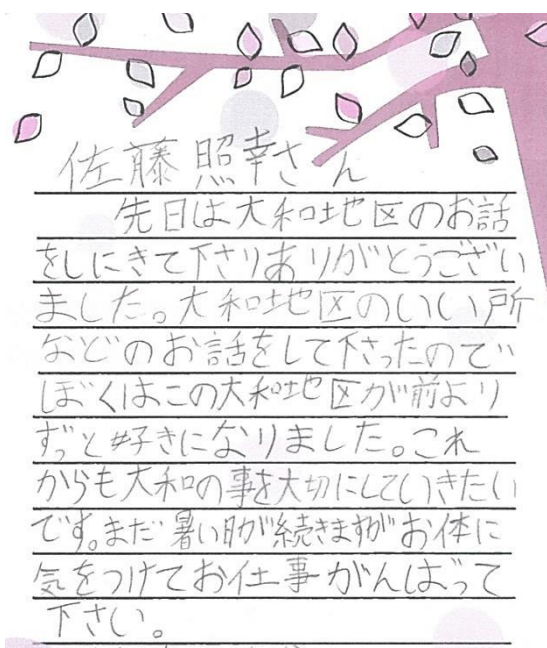 佐藤照幸さん
先日は大和地区のお話
をしにきて下さりありがとうござい
ました。大和地区のいい所
などのお話をして下さったので
ぼくはこの大和地区が前より
ずっと好きになりました。これ
からも大和の事を大切にしていきたい
です。まだ暑い日が続きますがお体に
気をつけてお仕事がんばって
下さい。